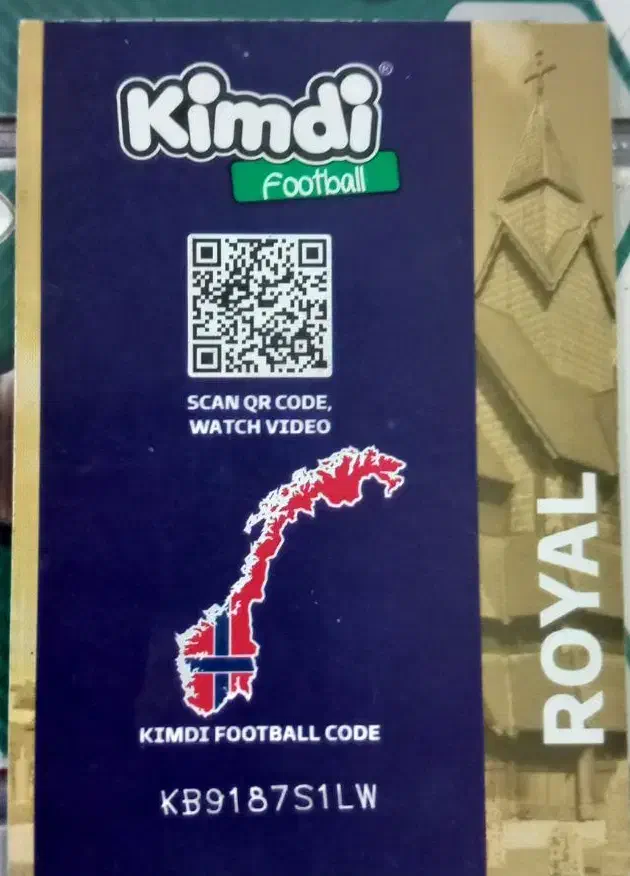 Kimdi®
Football
SCAN QR CODE,
WATCH VIDEO
KIMDI FOOTBALL CODE
KB9187S1LW
ROYAL